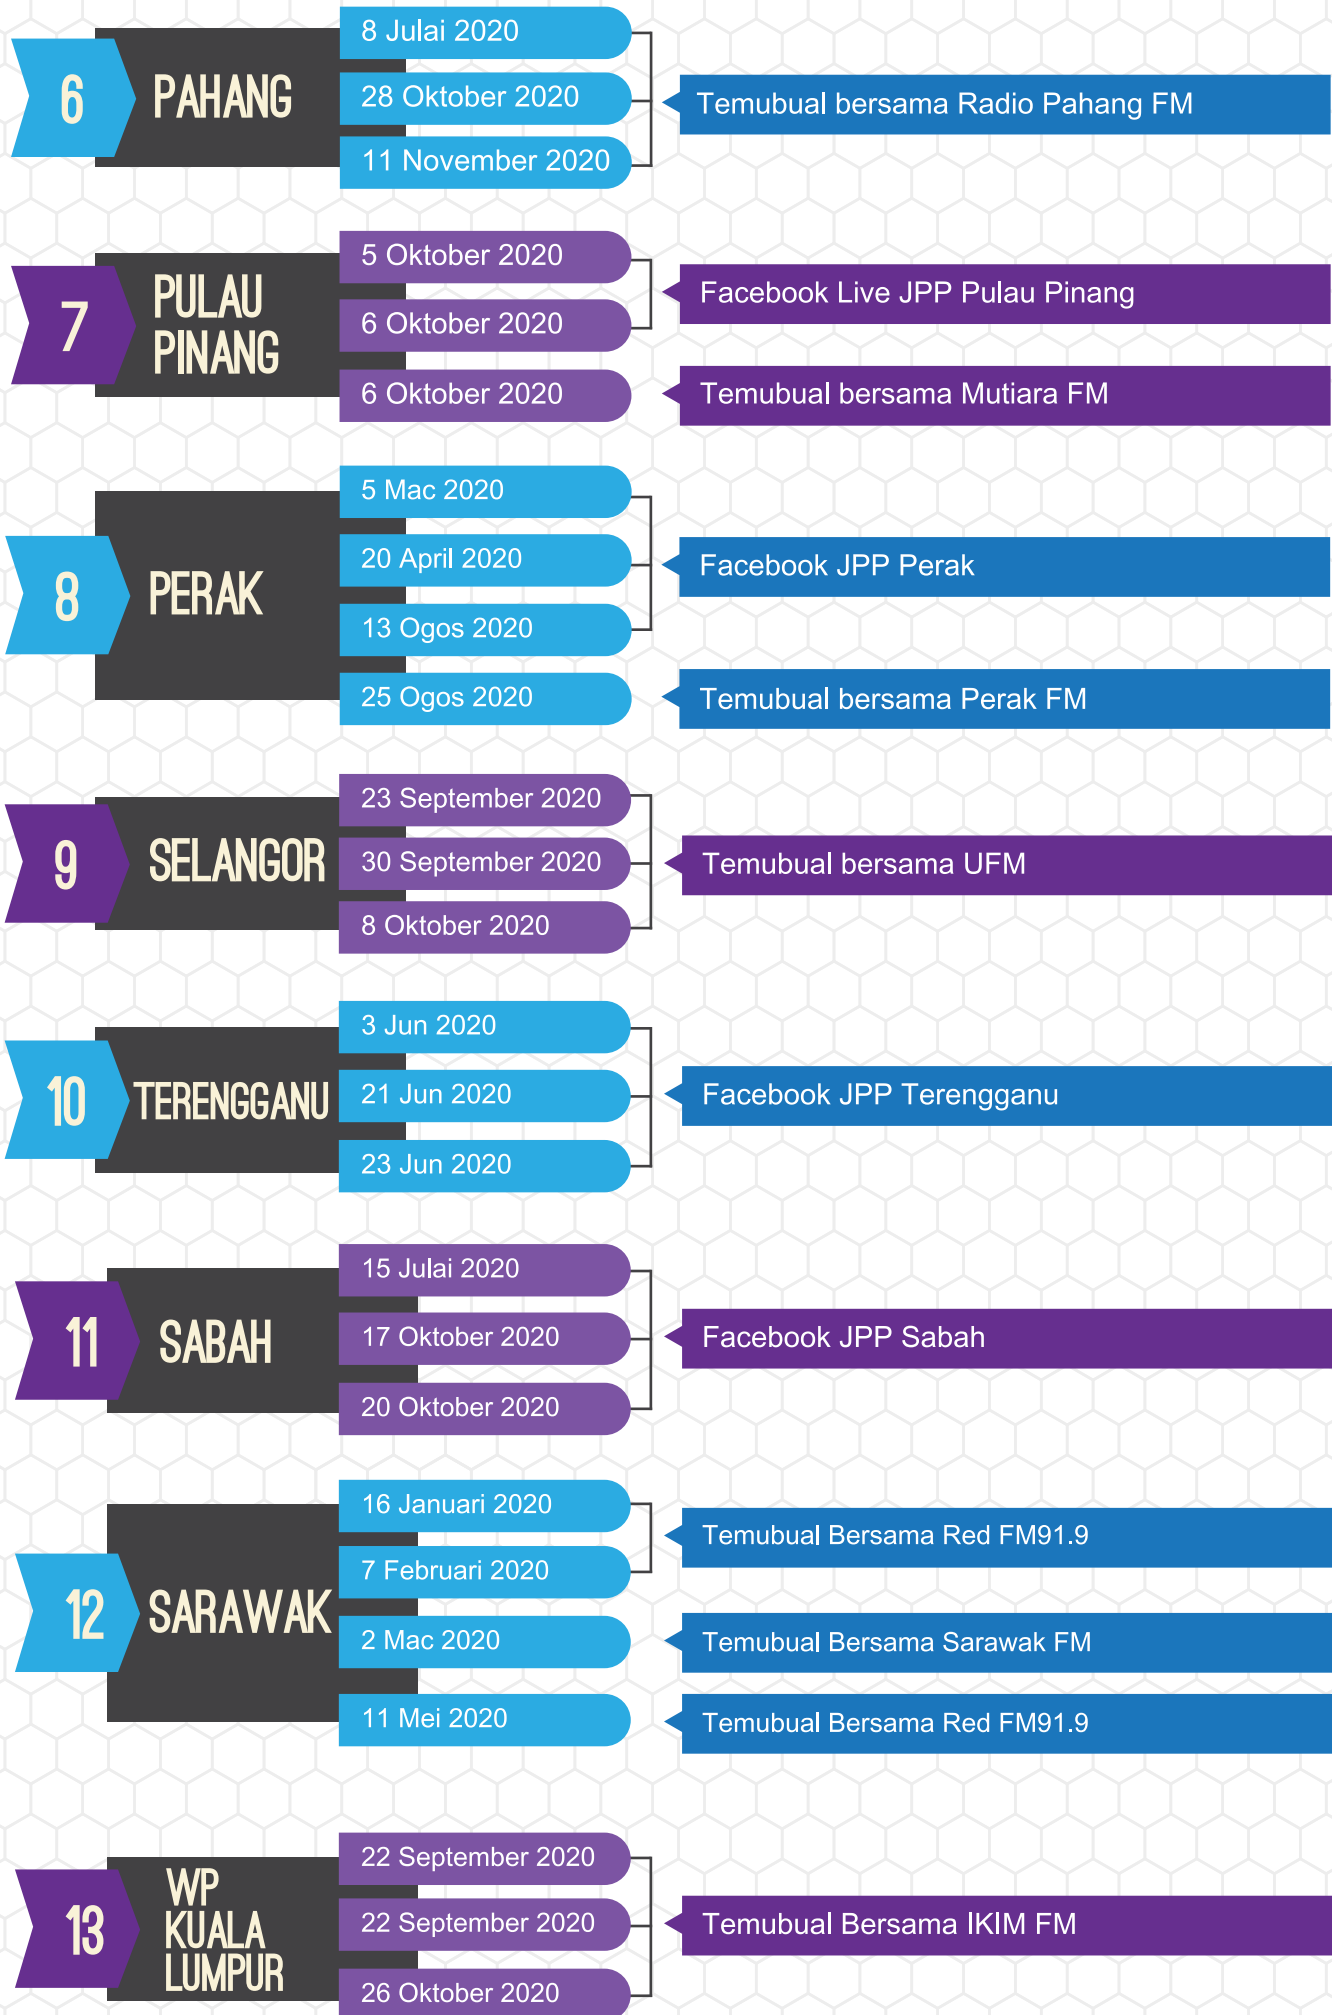 6
PAHANG
8 Julai 2020
28 Oktober 2020
11 November 2020
Temubual bersama Radio Pahang FM
7
PULAU
PINANG
5 Oktober 2020
6 Oktober 2020
Facebook Live JPP Pulau Pinang
6 Oktober 2020
Temubual bersama Mutiara FM
8
PERAK
5 Mac 2020
20 April 2020
13 Ogos 2020
Facebook JPP Perak
25 Ogos 2020
Temubual bersama Perak FM
9
SELANGOR
23 September 2020
30 September 2020
8 Oktober 2020
Temubual bersama UFM
10
TERENGGANU
3 Jun 2020
21 Jun 2020
23 Jun 2020
Facebook JPP Terengganu
11
SABAH
15 Julai 2020
17 Oktober 2020
20 Oktober 2020
Facebook JPP Sabah
12
SARAWAK
16 Januari 2020
7 Februari 2020
Temubual Bersama Red FM91.9
2 Mac 2020
Temubual Bersama Sarawak FM
11 Mei 2020
Temubual Bersama Red FM91.9
13
WP
KUALA
LUMPUR
22 September 2020
22 September 2020
26 Oktober 2020
Temubual Bersama IKIM FM